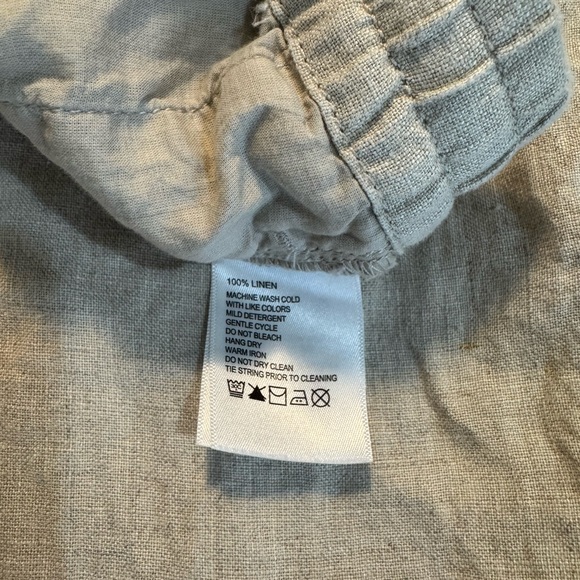 100% LINEN
MACHINE WASH COLD
WITH LIKE COLORS
MILD DETERGENT
GENTLE CYCLE
DO NOT BLEACH
HANG DRY
WARM IRON
DO NOT DRY CLEAN
TIE STRING PRIOR TO CLEANING